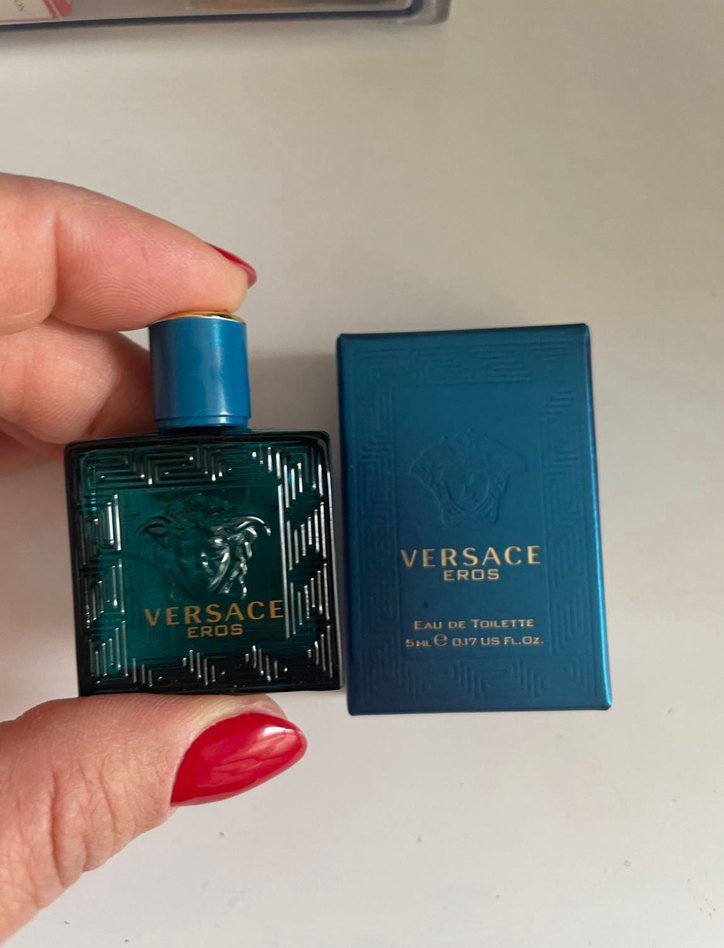 VERSACE
EROS
VERSACE
EROS
EAU DE TOILETTE
5 ML e 0.17 US FL.OZ.